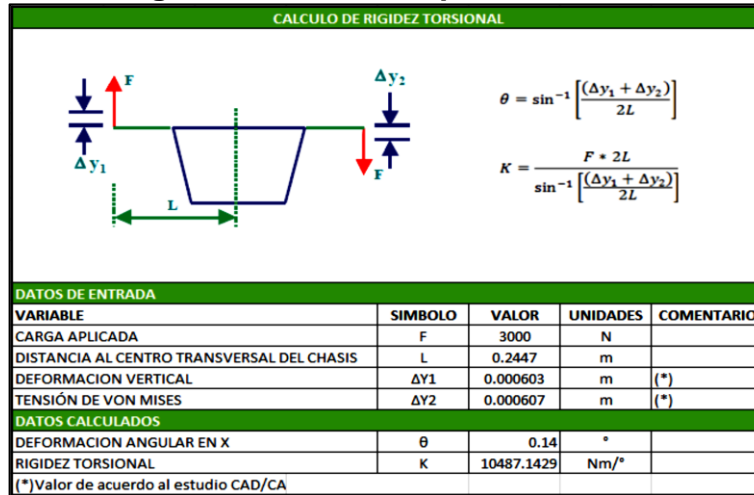 CALCULO DE RIGIDEZ TORSIONAL
F
Δy₂
Δy₁
F
L
θ = sin⁻¹ [(Δy₁ + Δy₂) / 2L]
K = F * 2L / sin⁻¹ [(Δy₁ + Δy₂) / 2L]
DATOS DE ENTRADA
VARIABLE SIMBOLO VALOR UNIDADES COMENTARIO
CARGA APLICADA F 3000 N
DISTANCIA AL CENTRO TRANSVERSAL DEL CHASIS L 0.2447 m
DEFORMACION VERTICAL ΔY1 0.000603 m (*)
TENSIÓN DE VON MISES ΔY2 0.000607 m (*)
DATOS CALCULADOS
DEFORMACION ANGULAR EN X θ 0.14 °
RIGIDEZ TORSIONAL K 10487.1429 Nm/°
(*)Valor de acuerdo al estudio CAD/CA